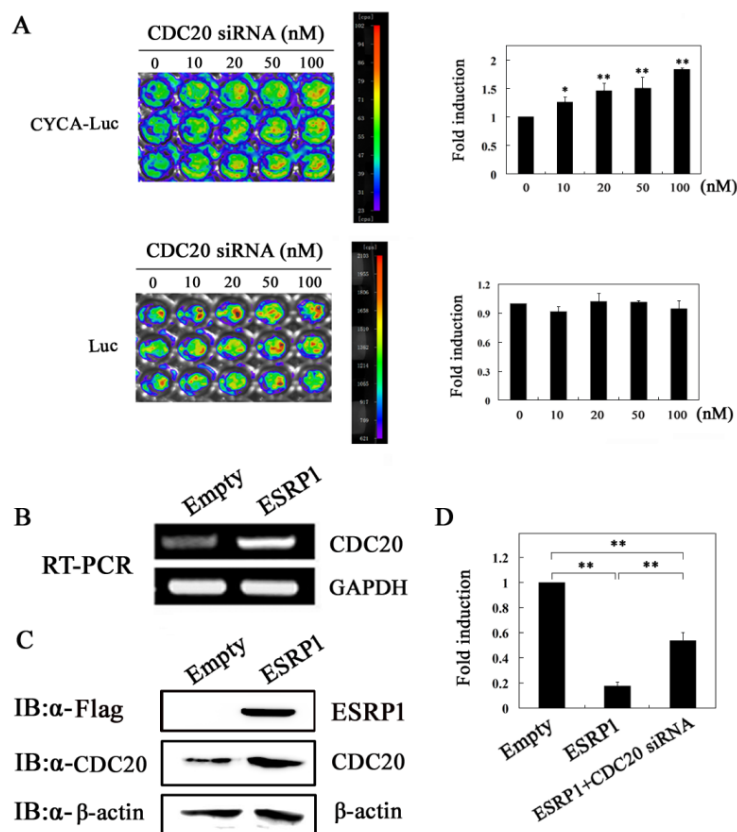 A
CDC20 siRNA (nM)
0 10 20 50 100
CYCA-Luc
Fold induction
2
1.5
1
0.5
0
* ** ** **
0 10 20 50 100 (nM)
CDC20 siRNA (nM)
0 10 20 50 100
Luc
Fold induction
1.2
0.9
0.6
0.3
0
0 10 20 50 100 (nM)
B
Empty ESRP1
RT-PCR
CDC20
GAPDH
C
Empty ESRP1
IB:α-Flag ESRP1
IB:α-CDC20 CDC20
IB:α-β-actin β-actin
D
Fold induction
1.2
1
0.8
0.6
0.4
0.2
0
**
** **
Empty
ESRP1
ESRP1+CDC20 siRNA